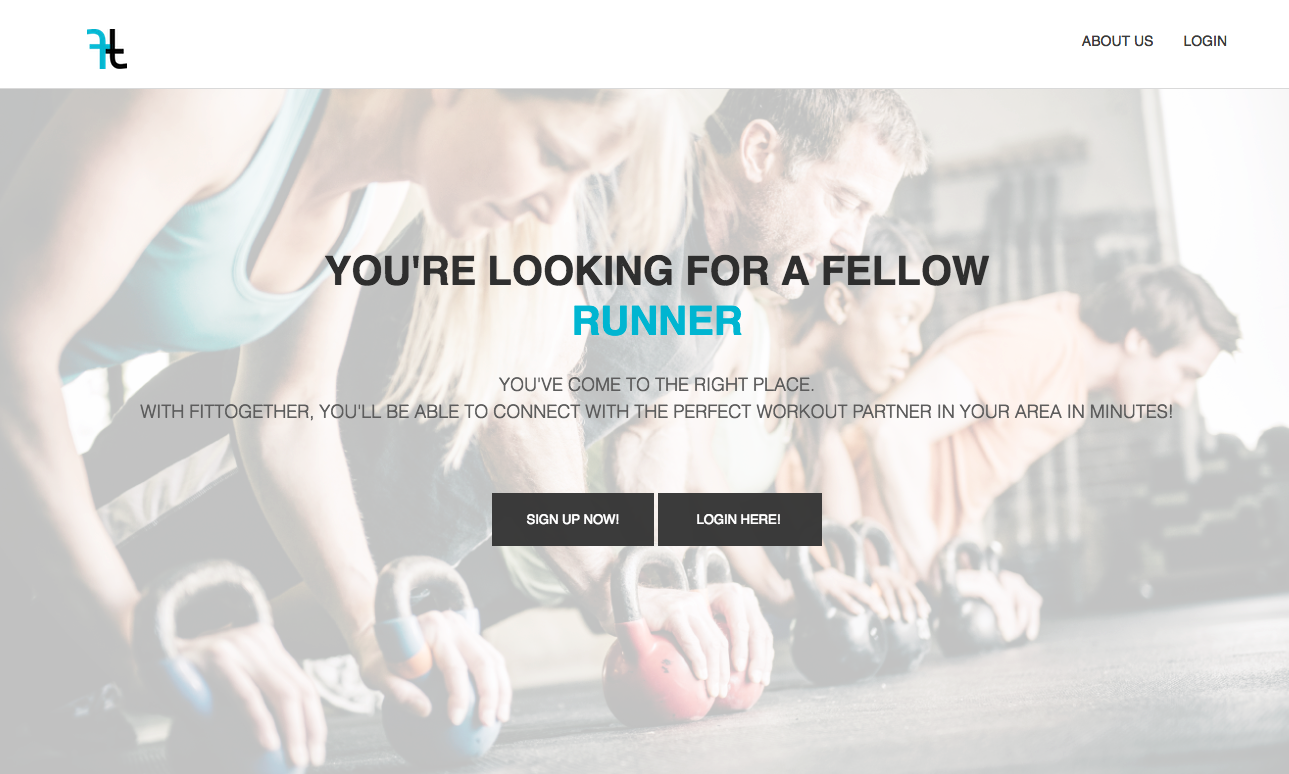 ft
ABOUT US LOGIN
YOU'RE LOOKING FOR A FELLOW
RUNNER
YOU'VE COME TO THE RIGHT PLACE.
WITH FITTOGETHER, YOU'LL BE ABLE TO CONNECT WITH THE PERFECT WORKOUT PARTNER IN YOUR AREA IN MINUTES!
SIGN UP NOW! LOGIN HERE!